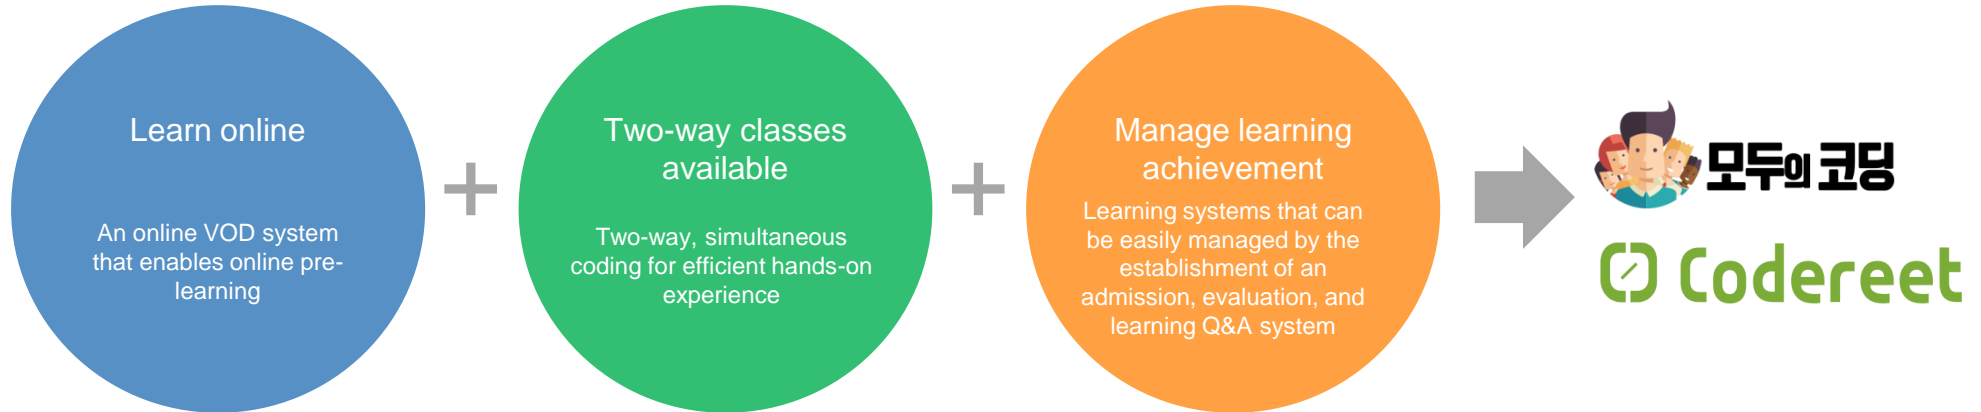 Learn online
An online VOD system
that enables online pre-
learning
Two-way classes
available
Two-way, simultaneous
coding for efficient hands-on
experience
Manage learning
achievement
Learning systems that can
be easily managed by the
establishment of an
admission, evaluation, and
learning Q&A system
모두의 코딩
Codereet